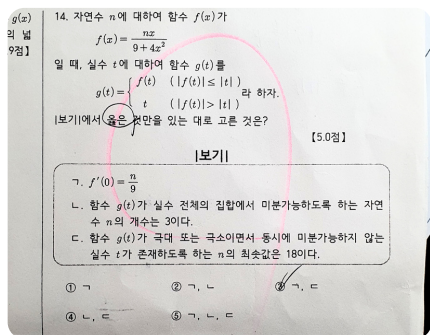 g(x)
의 넓
9점】
14. 자연수 n에 대하여 함수 f(x)가
f(x)= nx / 9+4x²
일 때, 실수 t에 대하여 함수 g(t)를
g(t)={ f(t) (|f(t)|≤|t|)
t (|f(t)|>|t|) 라 하자.
|보기|에서 옳은 것만을 있는 대로 고른 것은?
【5.0점】
|보기|
ㄱ. f'(0)= n/9
ㄴ. 함수 g(t)가 실수 전체의 집합에서 미분가능하도록 하는 자연
수 n의 개수는 3이다.
ㄷ. 함수 g(t)가 극대 또는 극소이면서 동시에 미분가능하지 않는
실수 t가 존재하도록 하는 n의 최솟값은 18이다.
① ㄱ ② ㄱ, ㄴ ③ ㄱ, ㄷ
④ ㄴ, ㄷ ⑤ ㄱ, ㄴ, ㄷ